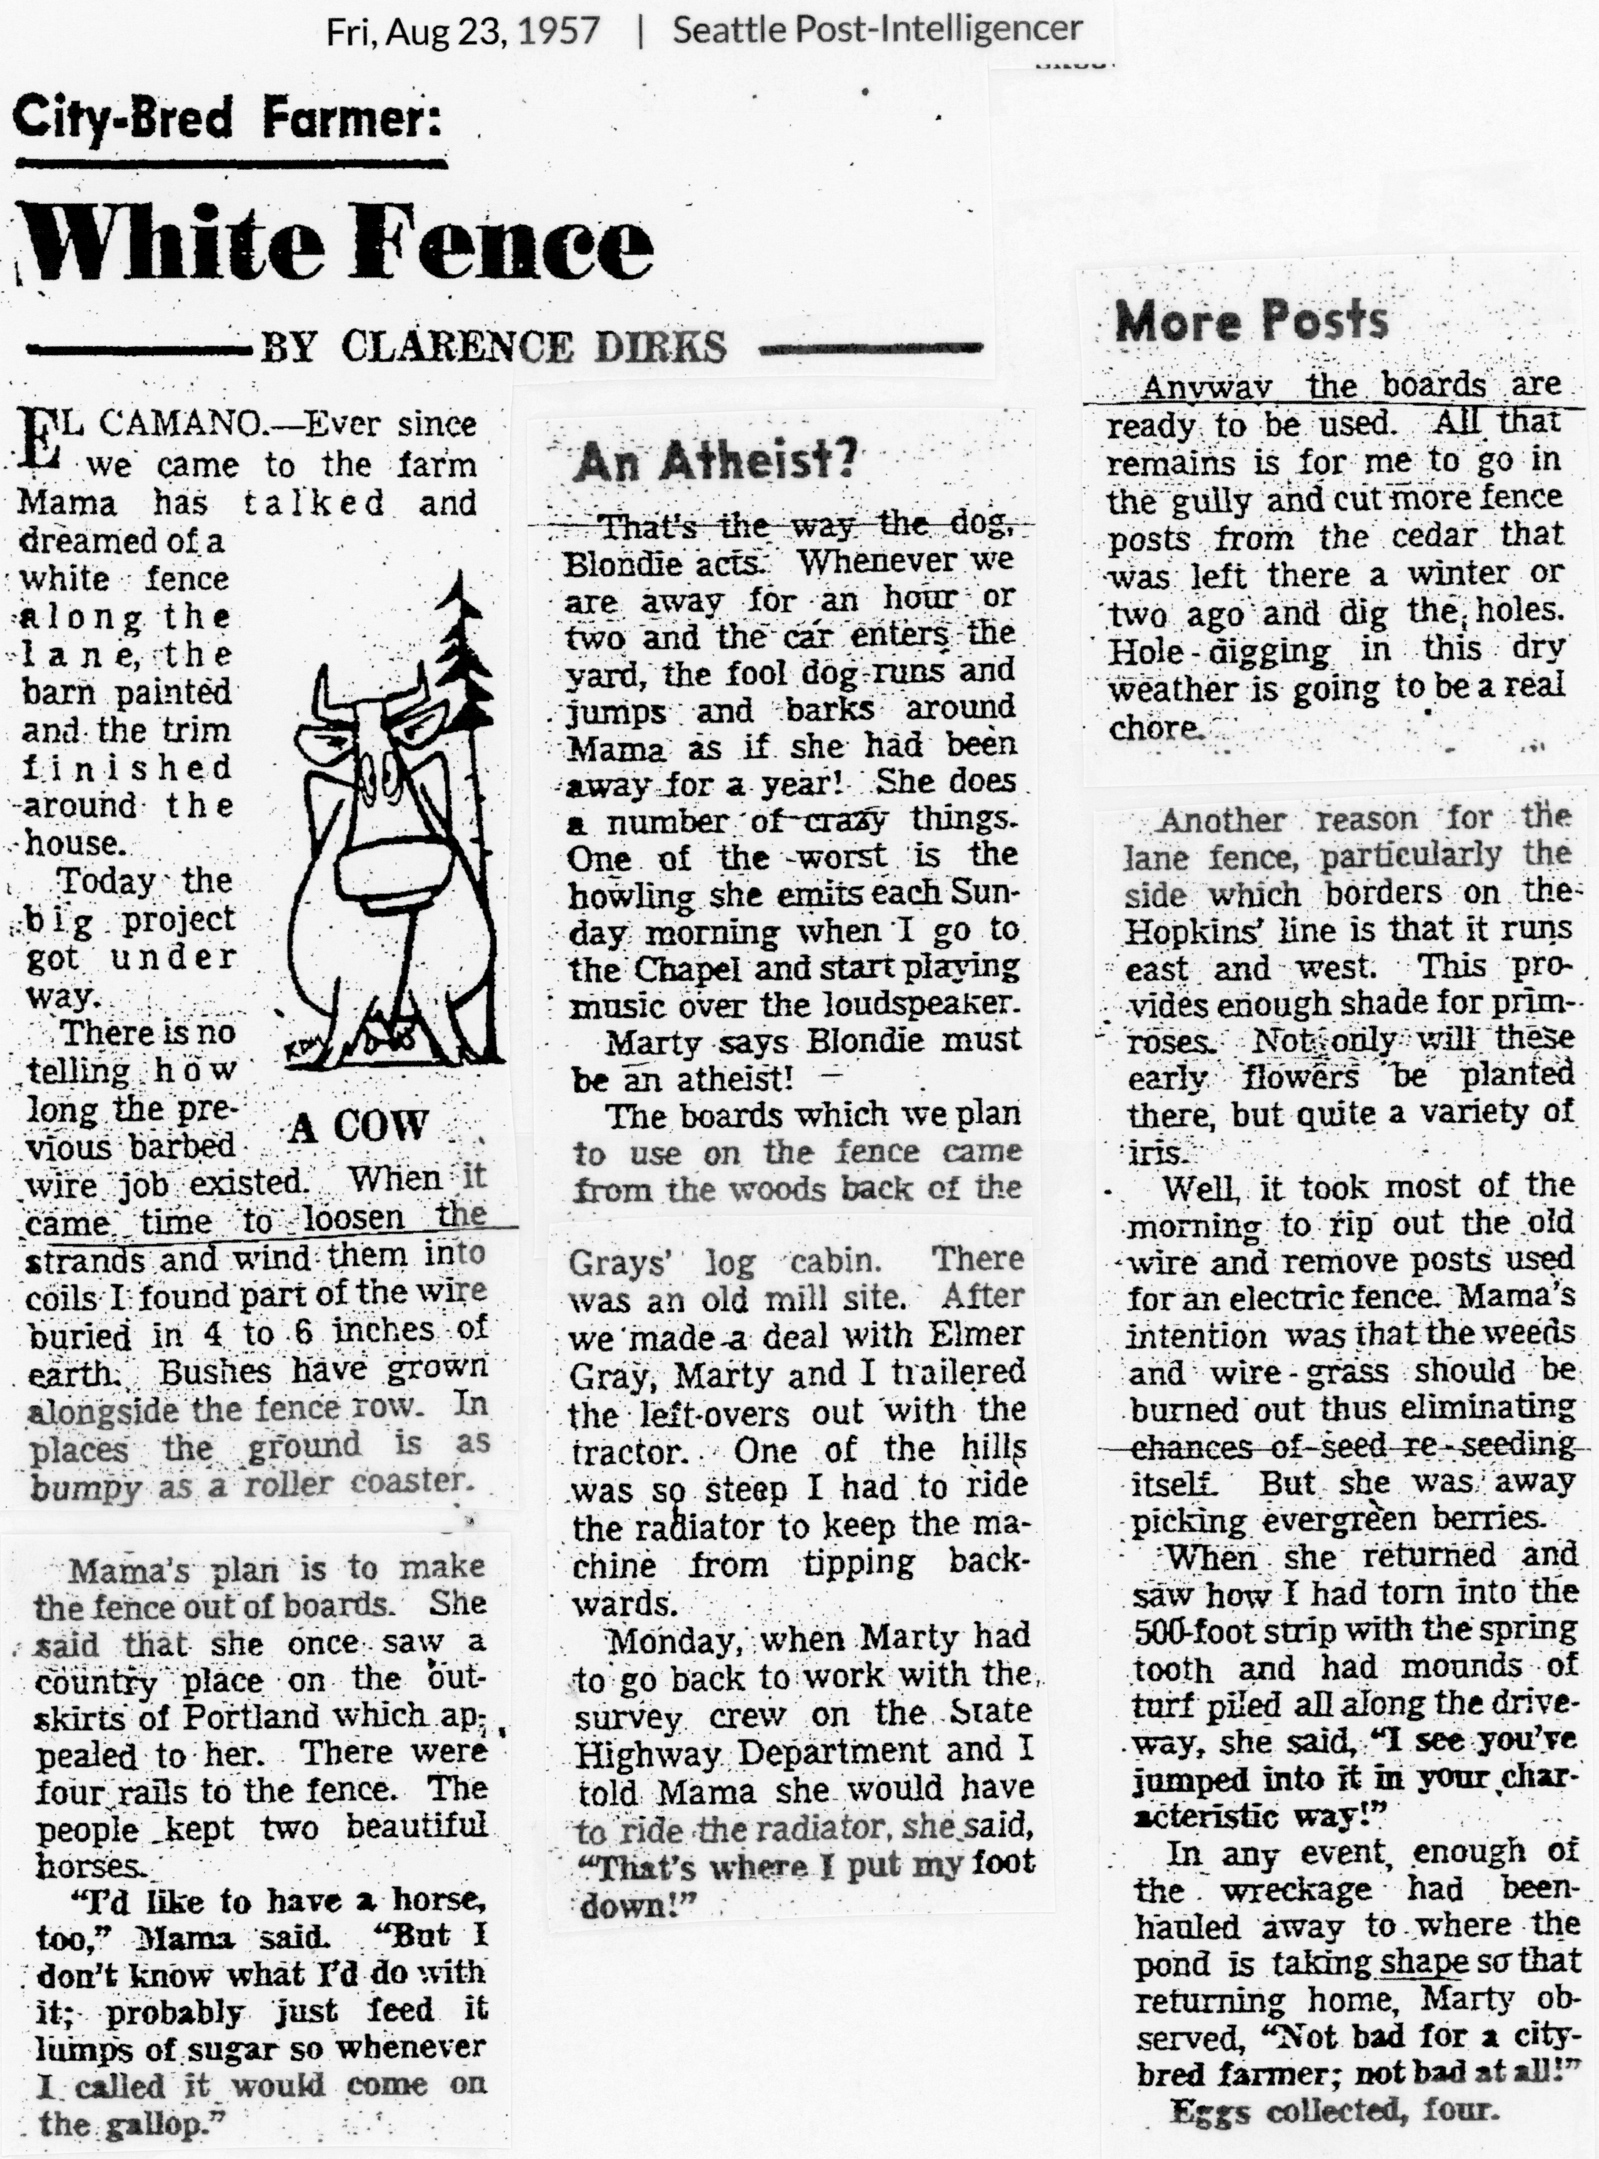 Fri, Aug 23, 1957 | Seattle Post-Intelligencer
City-Bred Farmer:
White Fence
BY CLARENCE DIRKS
EL CAMANO.—Ever since
we came to the farm
Mama has talked and
dreamed of a
white fence
along the
lane, the
barn painted
and the trim
finished
around the
house.
Today the
big project
got under
way.
There is no
telling how
long the pre-
vious barbed
wire job existed. When it
came time to loosen the
strands and wind them into
coils I found part of the wire
buried in 4 to 6 inches of
earth. Bushes have grown
alongside the fence row. In
places the ground is as
bumpy as a roller coaster.
A COW
Mama's plan is to make
the fence out of boards. She
said that she once saw a
country place on the out-
skirts of Portland which ap-
pealed to her. There were
four rails to the fence. The
people kept two beautiful
horses.
"I'd like to have a horse,
too," Mama said. "But I
don't know what I'd do with
it; probably just feed it
lumps of sugar so whenever
I called it would come on
the gallop."
An Atheist?
That's the way the dog,
Blondie acts. Whenever we
are away for an hour or
two and the car enters the
yard, the fool dog runs and
jumps and barks around
Mama as if she had been
away for a year! She does
a number of crazy things.
One of the worst is the
howling she emits each Sun-
day morning when I go to
the Chapel and start playing
music over the loudspeaker.
Marty says Blondie must
be an atheist!
The boards which we plan
to use on the fence came
from the woods back of the
Grays' log cabin. There
was an old mill site. After
we made a deal with Elmer
Gray, Marty and I trailered
the left-overs out with the
tractor. One of the hills
was so steep I had to ride
the radiator to keep the ma-
chine from tipping back-
wards.
Monday, when Marty had
to go back to work with the
survey crew on the State
Highway Department and I
told Mama she would have
to ride the radiator, she said,
"That's where I put my foot
down!"
More Posts
Anyway the boards are
ready to be used. All that
remains is for me to go in
the gully and cut more fence
posts from the cedar that
was left there a winter or
two ago and dig the holes.
Hole-digging in this dry
weather is going to be a real
chore.
Another reason for the
lane fence, particularly the
side which borders on the
Hopkins' line is that it runs
east and west. This pro-
vides enough shade for prim-
roses. Not only will these
early flowers be planted
there, but quite a variety of
iris.
Well, it took most of the
morning to rip out the old
wire and remove posts used
for an electric fence. Mama's
intention was that the weeds
and wire-grass should be
burned out thus eliminating
chances of seed re-seeding
itself. But she was away
picking evergreen berries.
When she returned and
saw how I had torn into the
500-foot strip with the spring
tooth and had mounds of
turf piled all along the drive-
way, she said, "I see you've
jumped into it in your char-
acteristic way!"
In any event, enough of
the wreckage had been
hauled away to where the
pond is taking shape so that
returning home, Marty ob-
served, "Not bad for a city-
bred farmer; not bad at all!"
Eggs collected, four.